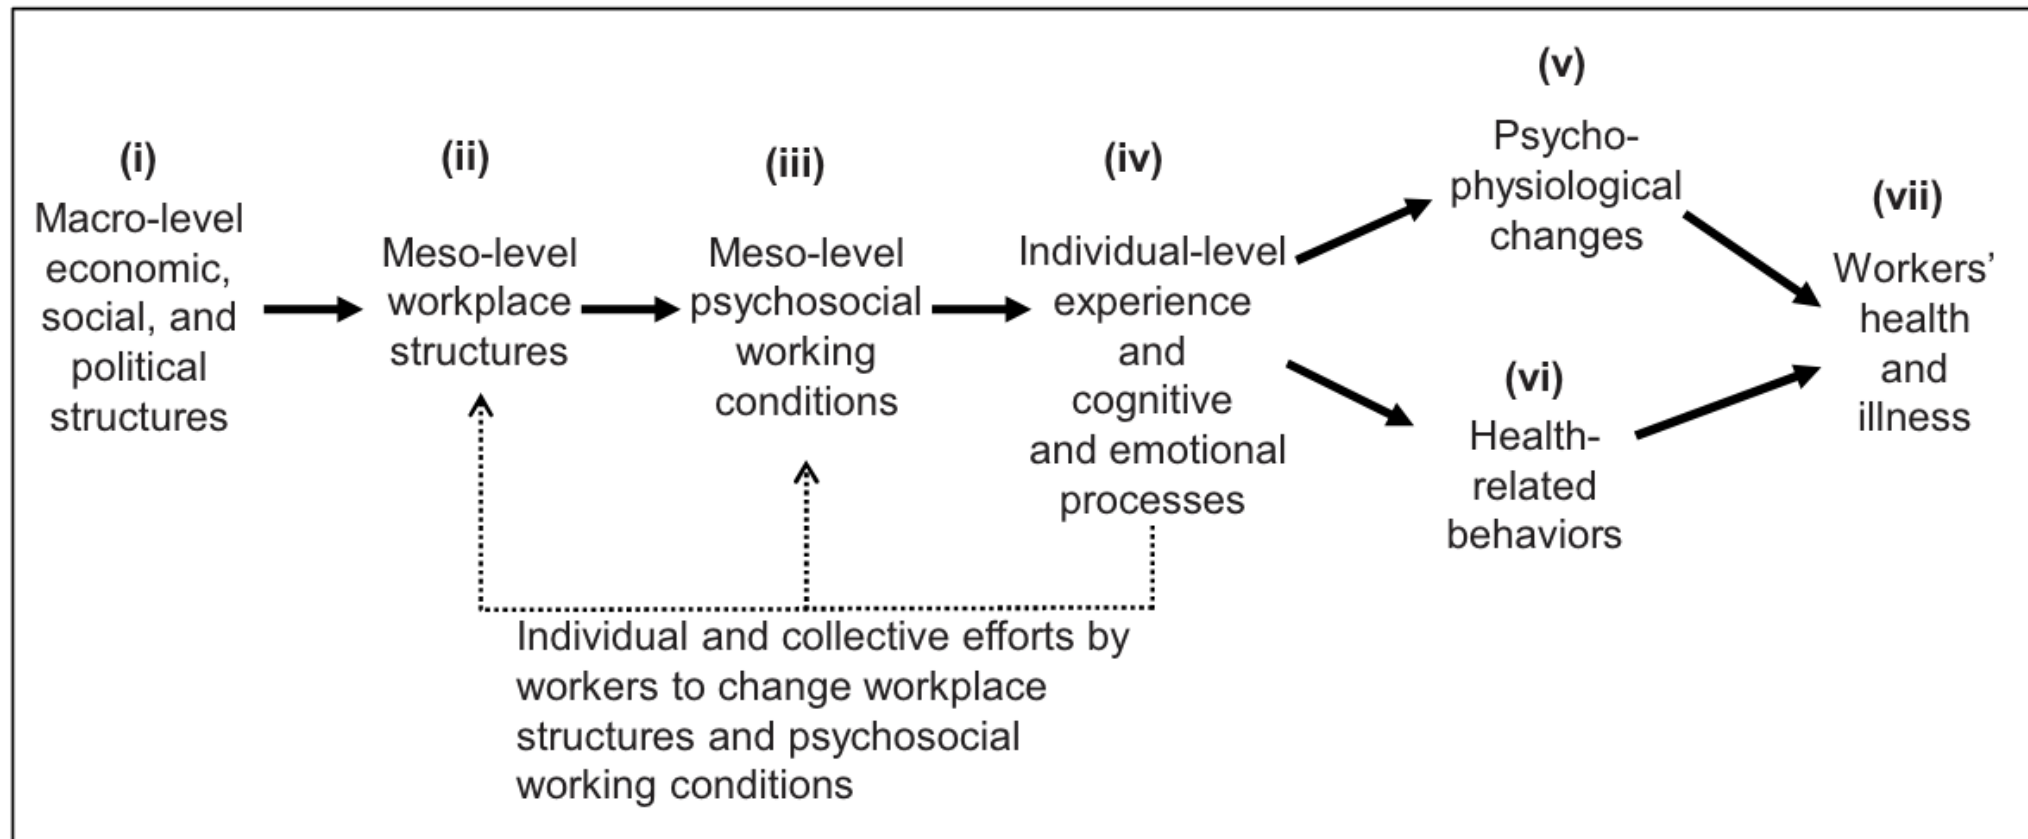 (i)
Macro-level
economic,
social, and
political
structures
(ii)
Meso-level
workplace
structures
(iii)
Meso-level
psychosocial
working
conditions
(iv)
Individual-level
experience
and
cognitive
and emotional
processes
(v)
Psycho-
physiological
changes
(vi)
Health-
related
behaviors
(vii)
Workers’
health
and
illness
Individual and collective efforts by
workers to change workplace
structures and psychosocial
working conditions